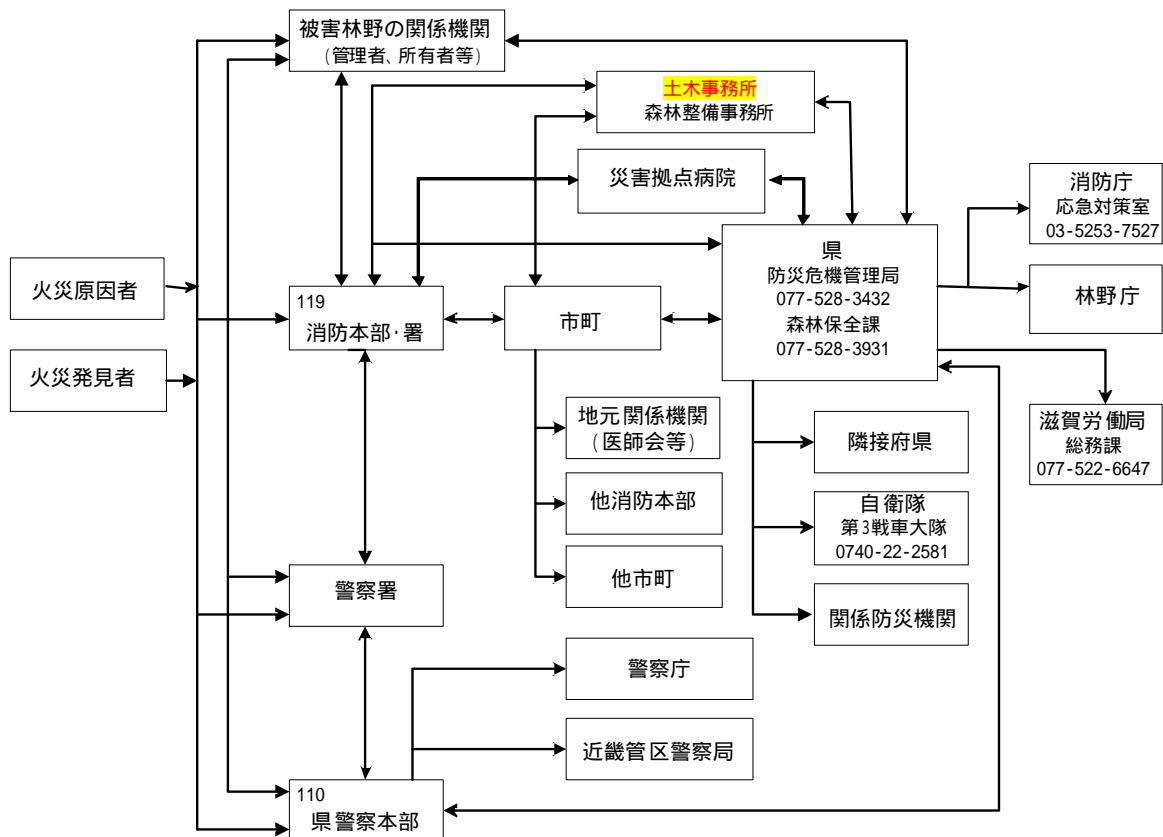 被害林野の関係機関
(管理者、所有者等)
土木事務所
森林整備事務所
災害拠点病院
消防庁
応急対策室
03-5253-7527
県
防災危機管理局
077-528-3432
森林保全課
077-528-3931
林野庁
火災原因者
119
消防本部・署
市町
火災発見者
地元関係機関
(医師会等)
隣接府県
滋賀労働局
総務課
077-522-6647
他消防本部
自衛隊
第3戦車大隊
0740-22-2581
他市町
警察署
関係防災機関
警察庁
近畿管区警察局
110
県警察本部